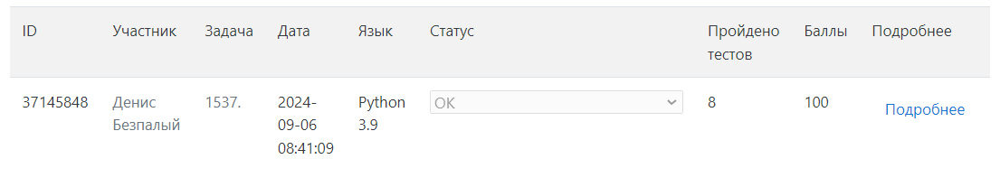 ID Участник Задача Дата Язык Статус Пройдено тестов Баллы Подробнее
37145848 Денис Безпалый 1537. 2024-09-06 08:41:09 Python 3.9 OK 8 100 Подробнее